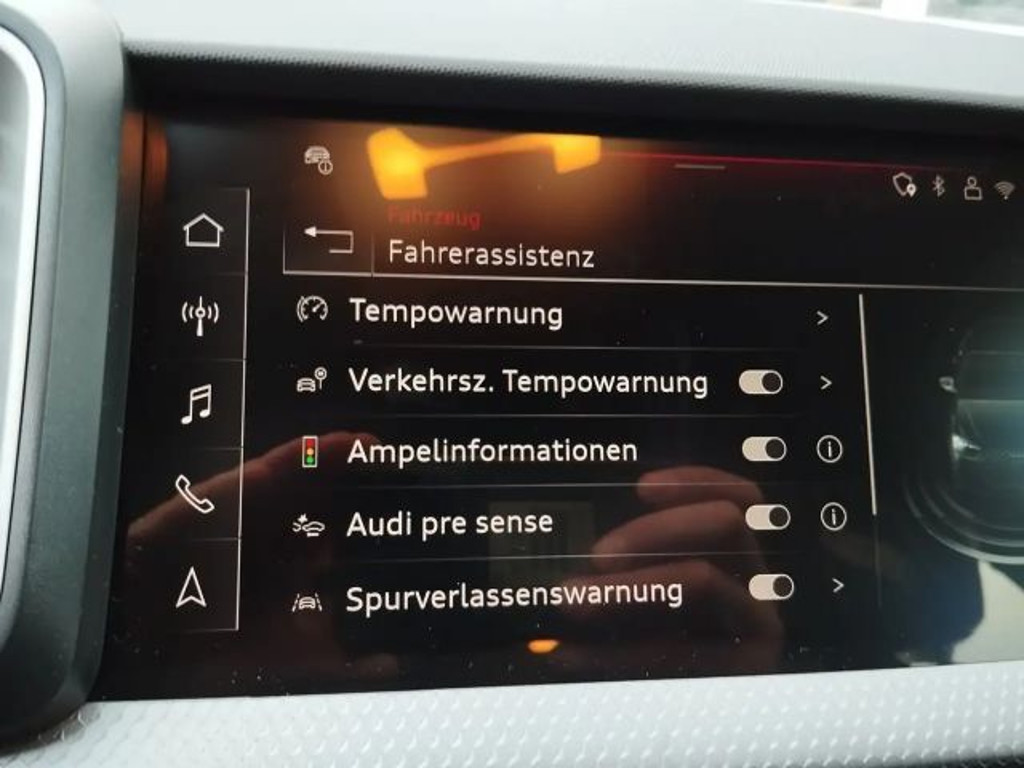 Fahrzeug
Fahrerassistenz
Tempowarnung
Verkehrsz. Tempowarnung
Ampelinformationen
Audi pre sense
Spurverlassenswarnung